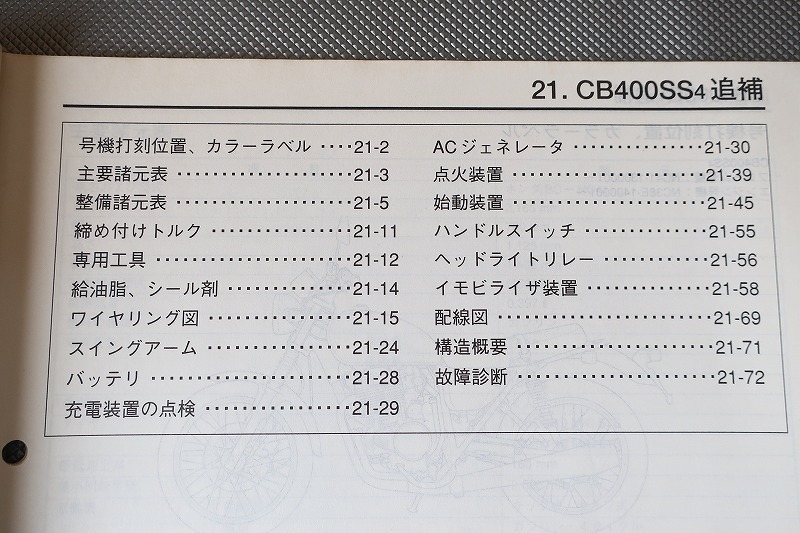 21. CB400SS4 追補
号機打刻位置、カラーラベル ････21-2
主要諸元表 ････････････････21-3
整備諸元表 ････････････････21-5
締め付けトルク ･････････････21-11
専用工具 ･･････････････････21-12
給油脂、シール剤 ･･･････････21-14
ワイヤリング図 ･････････････21-15
スイングアーム ･････････････21-24
バッテリ ･･････････････････21-28
充電装置の点検 ･････････････21-29
ACジェネレータ ････････････21-30
点火装置 ･･････････････････21-39
始動装置 ･･････････････････21-45
ハンドルスイッチ ･･･････････21-55
ヘッドライトリレー ･････････21-56
イモビライザ装置 ･･･････････21-58
配線図 ････････････････････21-69
構造概要 ･･････････････････21-71
故障診断 ･･････････････････21-72